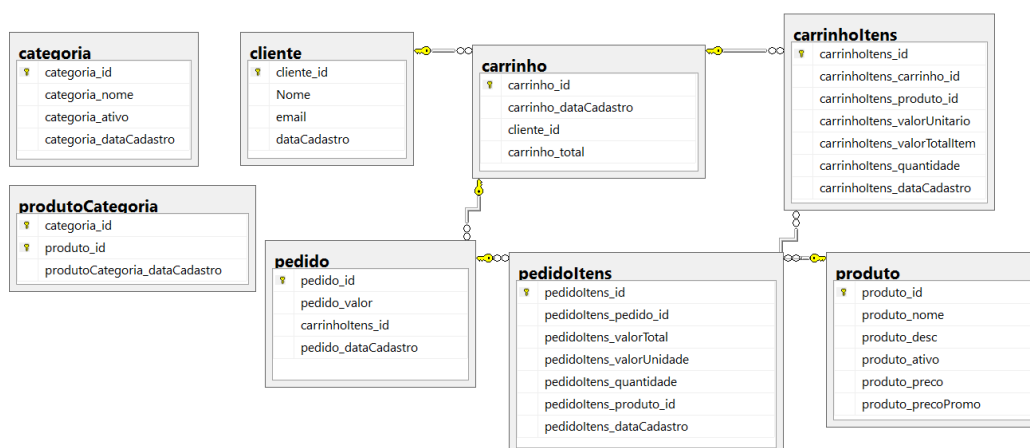 categoria
categoria_id
categoria_nome
categoria_ativo
categoria_dataCadastro
cliente
cliente_id
Nome
email
dataCadastro
carrinho
carrinho_id
carrinho_dataCadastro
cliente_id
carrinho_total
carrinhoItens
carrinhoItens_id
carrinhoItens_carrinho_id
carrinhoItens_produto_id
carrinhoItens_valorUnitario
carrinhoItens_valorTotalItem
carrinhoItens_quantidade
carrinhoItens_dataCadastro
produtoCategoria
categoria_id
produto_id
produtoCategoria_dataCadastro
pedido
pedido_id
pedido_valor
carrinhoItens_id
pedido_dataCadastro
pedidoItens
pedidoItens_id
pedidoItens_pedido_id
pedidoItens_valorTotal
pedidoItens_valorUnidade
pedidoItens_quantidade
pedidoItens_produto_id
pedidoItens_dataCadastro
produto
produto_id
produto_nome
produto_desc
produto_ativo
produto_preco
produto_precoPromo